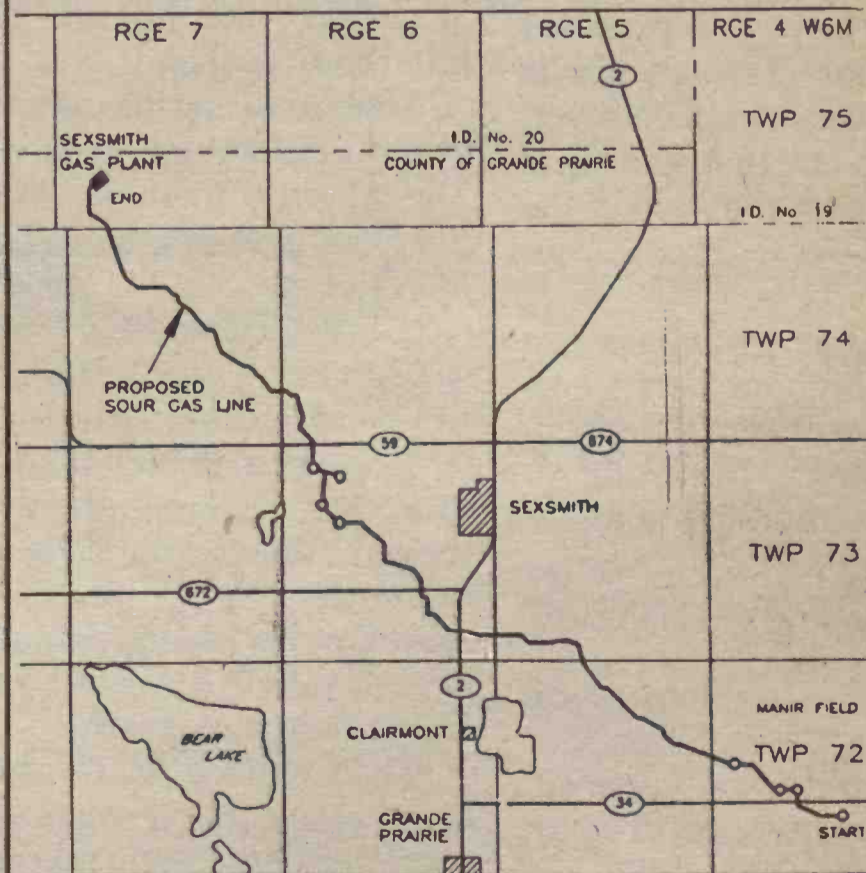 RGE 7
RGE 6
RGE 5
RGE 4 W6M
2
TWP 75
SEXSMITH
GAS PLANT
END
I.D. No. 20
COUNTY OF GRANDE PRAIRIE
I.D. No 19
TWP 74
PROPOSED
SOUR GAS LINE
59
674
SEXSMITH
TWP 73
672
2
MANIR FIELD
TWP 72
CLAIRMONT
BEAR
LAKE
34
GRANDE
PRAIRIE
START